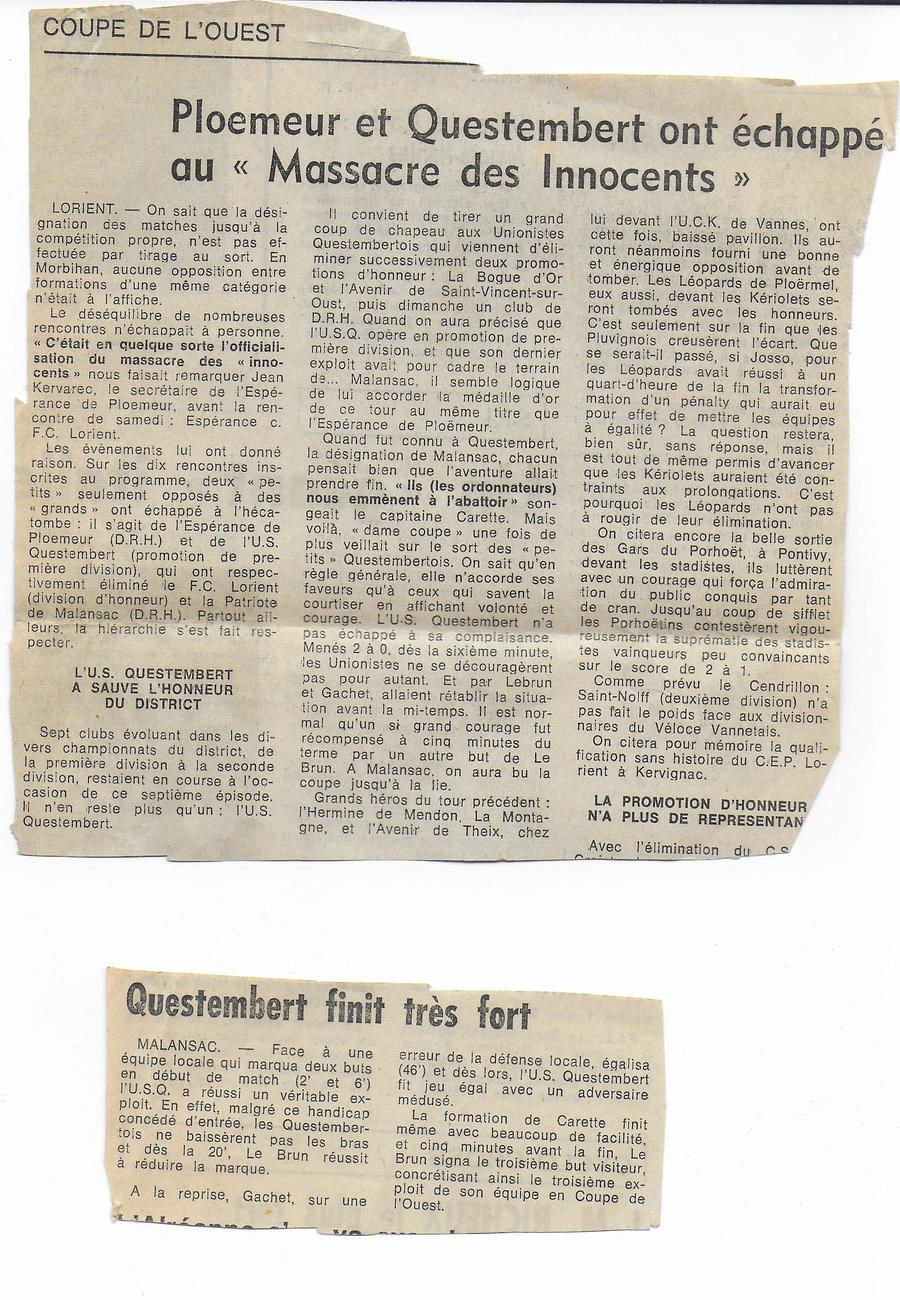 COUPE DE L'OUEST
Ploemeur et Questembert ont échappé
au « Massacre des Innocents »
LORIENT. — On sait que la dési-
gnation des matches jusqu'à la
compétition propre, n'est pas ef-
fectuée par tirage au sort. En
Morbihan, aucune opposition entre
formations d'une même catégorie
n'était à l'affiche.
Le déséquilibre de nombreuses
rencontres n'échappait à personne.
« C'était en quelque sorte l'officiali-
sation du massacre des « inno-
cents » nous faisait remarquer Jean
Kervarec, le secrétaire de l'Espé-
rance de Ploemeur, avant la ren-
contre de samedi : Espérance c.
F.C. Lorient.
Les évènements lui ont donné
raison. Sur les dix rencontres ins-
crites au programme, deux « pe-
tits » seulement opposés à des
« grands » ont échappé à l'héca-
tombe : il s'agit de l'Espérance de
Ploemeur (D.R.H.) et de l'U.S.
Questembert (promotion de pre-
mière division), qui ont respec-
tivement éliminé le F.C. Lorient
(division d'honneur) et la Patriote
de Malansac (D.R.H.). Partout ail-
leurs, la hiérarchie s'est fait res-
pecter.
L'U.S. QUESTEMBERT
A SAUVE L'HONNEUR
DU DISTRICT
Sept clubs évoluant dans les di-
vers championnats du district, de
la première division à la seconde
division, restaient en course à l'oc-
casion de ce septième épisode.
Il n'en reste plus qu'un : l'U.S.
Questembert.
Il convient de tirer un grand
coup de chapeau aux Unionistes
Questembertois qui viennent d'éli-
miner successivement deux promo-
tions d'honneur : La Bogue d'Or
et l'Avenir de Saint-Vincent-sur-
Oust, puis dimanche un club de
D.R.H. Quand on aura précisé que
l'U.S.Q. opère en promotion de pre-
mière division, et que son dernier
exploit avait pour cadre le terrain
de... Malansac, il semble logique
de lui accorder la médaille d'or
de ce tour au même titre que
l'Espérance de Ploëmeur.
Quand fut connu à Questembert,
la désignation de Malansac, chacun
pensait bien que l'aventure allait
prendre fin. « Ils (les ordonnateurs)
nous emmènent à l'abattoir » son-
geait le capitaine Carette. Mais
voilà, « dame coupe » une fois de
plus veillait sur le sort des « pe-
tits » Questembertois. On sait qu'en
règle générale, elle n'accorde ses
faveurs qu'à ceux qui savent la
courtiser en affichant volonté et
courage. L'U.S. Questembert n'a
pas échappé à sa complaisance.
Menés 2 à 0, dès la sixième minute,
les Unionistes ne se découragèrent
pas pour autant. Et par Lebrun
et Gachet, allaient rétablir la situa-
tion avant la mi-temps. Il est nor-
mal qu'un si grand courage fut
récompensé à cinq minutes du
terme par un autre but de Le
Brun. A Malansac, on aura bu la
coupe jusqu'à la lie.
Grands héros du tour précédent :
l'Hermine de Mendon, La Monta-
gne, et l'Avenir de Theix, chez
lui devant l'U.C.K. de Vannes, ont
cette fois, baissé pavillon. Ils au-
ront néanmoins fourni une bonne
et énergique opposition avant de
tomber. Les Léopards de Ploërmel,
eux aussi, devant les Kériolets se-
ront tombés avec les honneurs.
C'est seulement sur la fin que les
Pluvignois creusèrent l'écart. Que
se serait-il passé, si Josso, pour
les Léopards avait réussi à un
quart-d'heure de la fin la transfor-
mation d'un pénalty qui aurait eu
pour effet de mettre les équipes
à égalité ? La question restera,
bien sûr, sans réponse, mais il
est tout de même permis d'avancer
que les Kériolets auraient été con-
traints aux prolongations. C'est
pourquoi les Léopards n'ont pas
à rougir de leur élimination.
On citera encore la belle sortie
des Gars du Porhoët, à Pontivy,
devant les stadistes, ils luttèrent
avec un courage qui força l'admira-
tion du public conquis par tant
de cran. Jusqu'au coup de sifflet
les Porhoëtins contestèrent vigou-
reusement la suprématie des stadis-
tes vainqueurs peu convaincants
sur le score de 2 à 1.
Comme prévu le Cendrillon :
Saint-Nolff (deuxième division) n'a
pas fait le poids face aux division-
naires du Véloce Vannetais.
On citera pour mémoire la quali-
fication sans histoire du C.E.P. Lo-
rient à Kervignac.
LA PROMOTION D'HONNEUR
N'A PLUS DE REPRESENTAN
Avec l'élimination du C.S.
Questembert finit très fort
MALANSAC. — Face à une
équipe locale qui marqua deux buts
en début de match (2' et 6')
l'U.S.Q. a réussi un véritable ex-
ploit. En effet, malgré ce handicap
concédé d'entrée, les Questember-
tois ne baissèrent pas les bras
et dès la 20', Le Brun réussit
à réduire la marque.
A la reprise, Gachet, sur une
erreur de la défense locale, égalisa
(46') et dès lors, l'U.S. Questembert
fit jeu égal avec un adversaire
médusé.
La formation de Carette finit
même avec beaucoup de facilité,
et cinq minutes avant la fin, Le
Brun signa le troisième but visiteur,
concrétisant ainsi le troisième ex-
ploit de son équipe en Coupe de
l'Ouest.